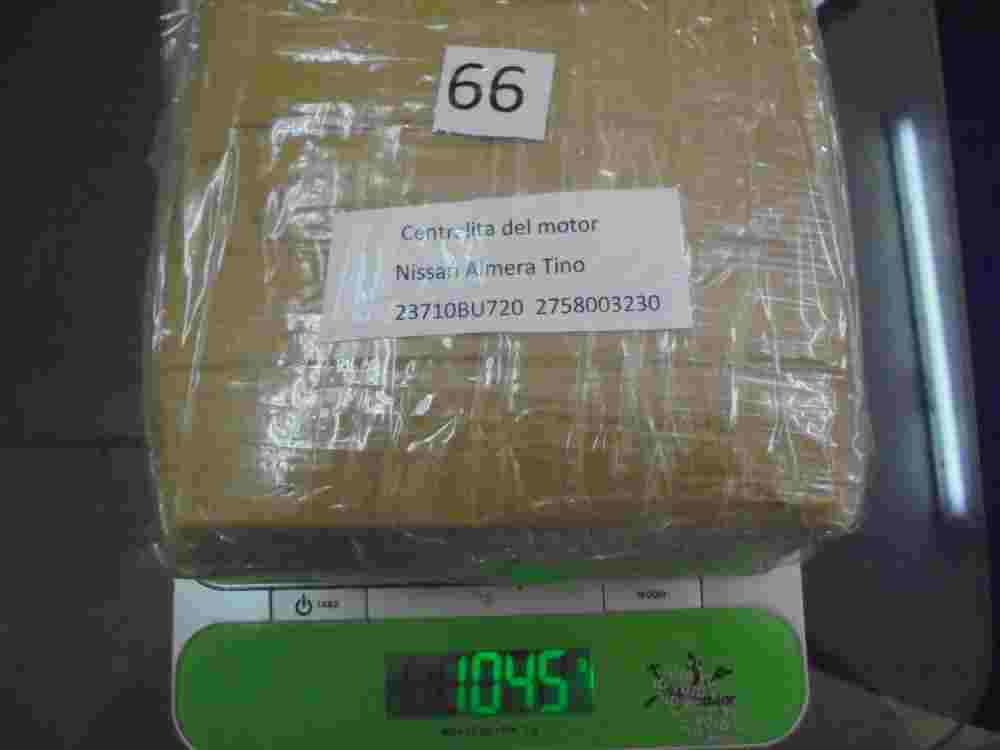 66
Centralita del motor
Nissan Almera Tino
23710BU720 2758003230
1045